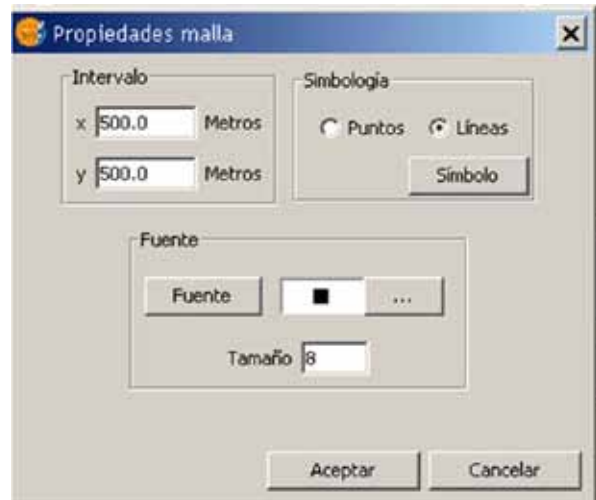 Propiedades malla
Intervalo
x 500.0 Metros
y 500.0 Metros
Simbología
Puntos Líneas
Símbolo
Fuente
Fuente ...
Tamaño 8
Aceptar Cancelar